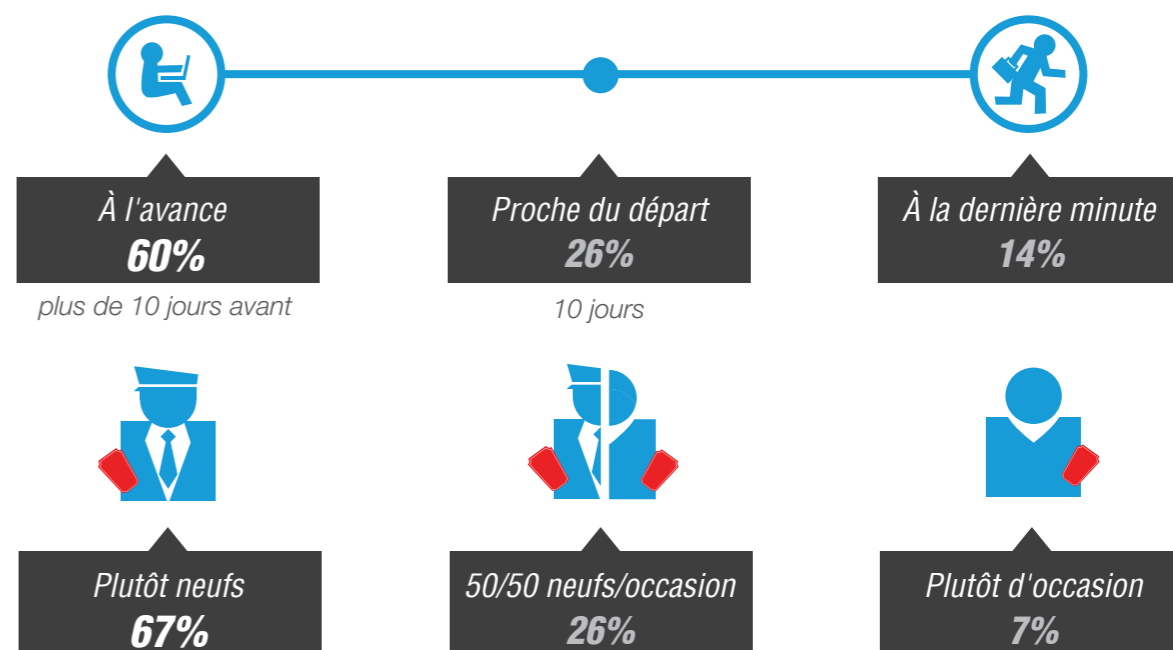 À l'avance
60%
plus de 10 jours avant
Proche du départ
26%
10 jours
À la dernière minute
14%
Plutôt neufs
67%
50/50 neufs/occasion
26%
Plutôt d'occasion
7%